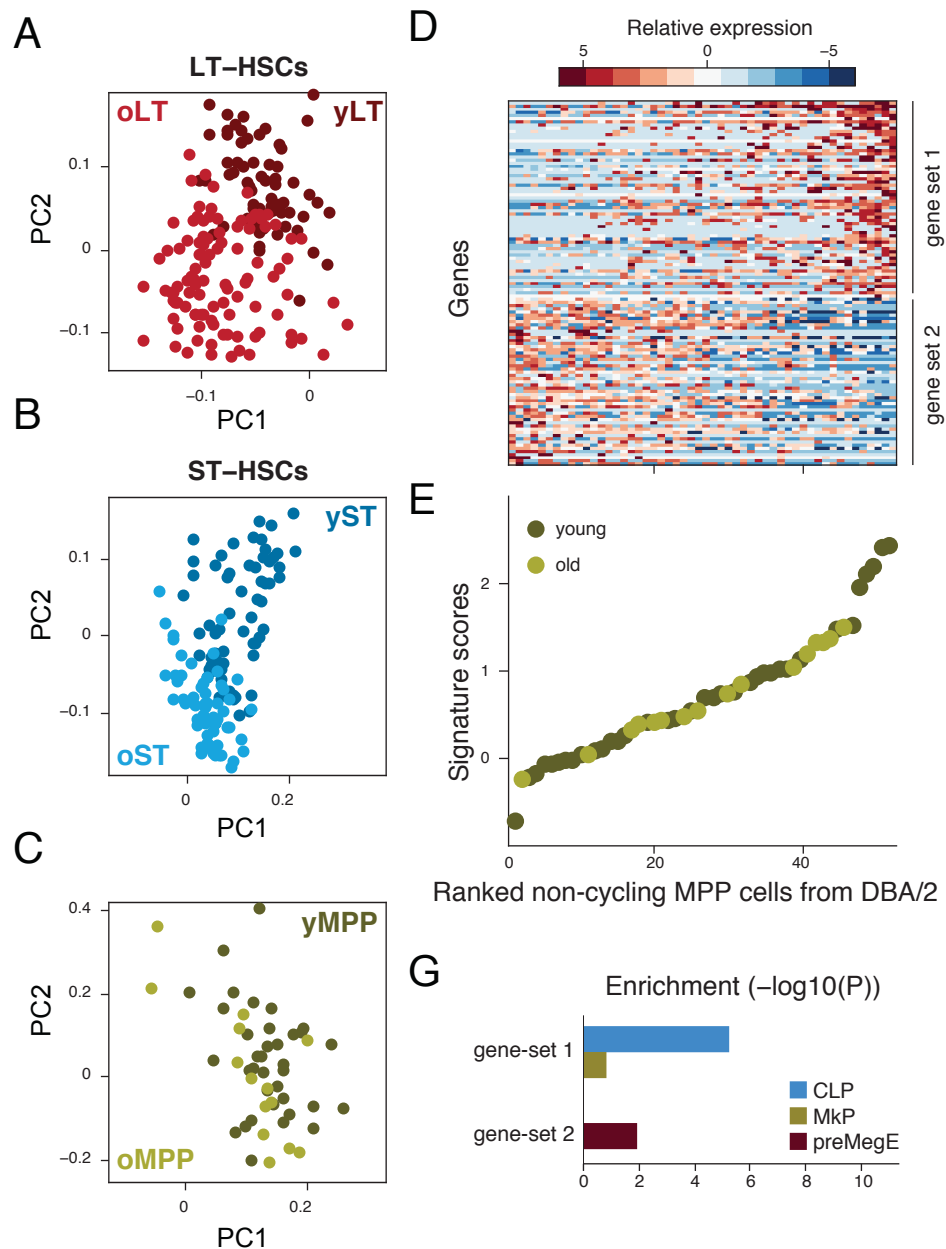 A
LT–HSCs
oLT
yLT
0.1
0
−0.1
PC2
−0.1
0
PC1
B
ST–HSCs
yST
0.1
0
−0.1
PC2
oST
0
0.2
PC1
C
0.4
yMPP
0.2
0
−0.2
PC2
oMPP
0
0.2
PC1
D
Relative expression
5
0
-5
Genes
gene set 1
gene set 2
E
young
old
2
1
0
Signature scores
0
20
40
Ranked non-cycling MPP cells from DBA/2
G
Enrichment (−log10(P))
gene-set 1
gene-set 2
CLP
MkP
preMegE
0
2
4
6
8
10